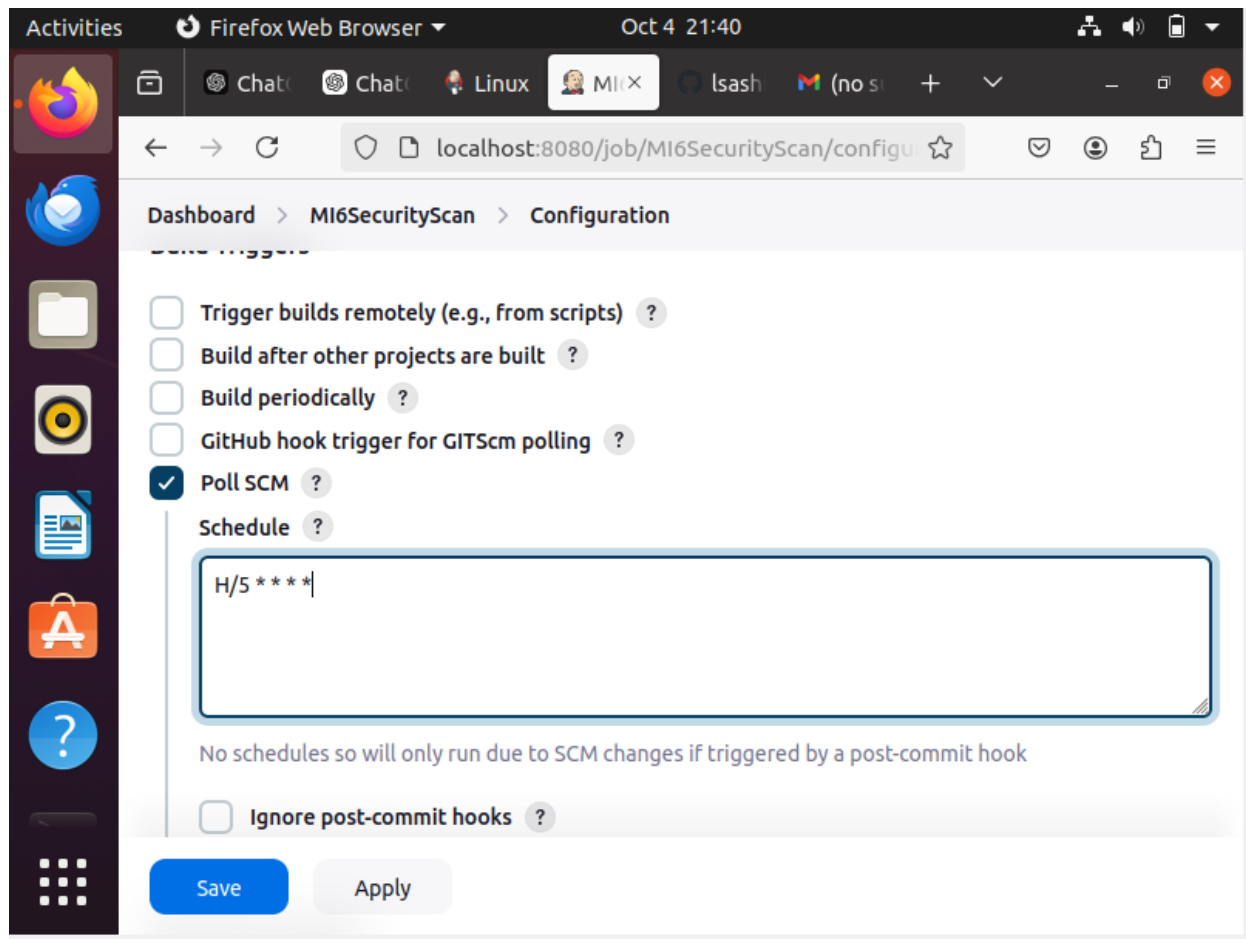 Activities Firefox Web Browser Oct 4 21:40
Chat Chat Linux MI6 lsash (no s
localhost:8080/job/MI6SecurityScan/configu
Dashboard > MI6SecurityScan > Configuration
Build Triggers
Trigger builds remotely (e.g., from scripts) ?
Build after other projects are built ?
Build periodically ?
GitHub hook trigger for GITScm polling ?
Poll SCM ?
Schedule ?
H/5 * * * *
No schedules so will only run due to SCM changes if triggered by a post-commit hook
Ignore post-commit hooks ?
Save Apply